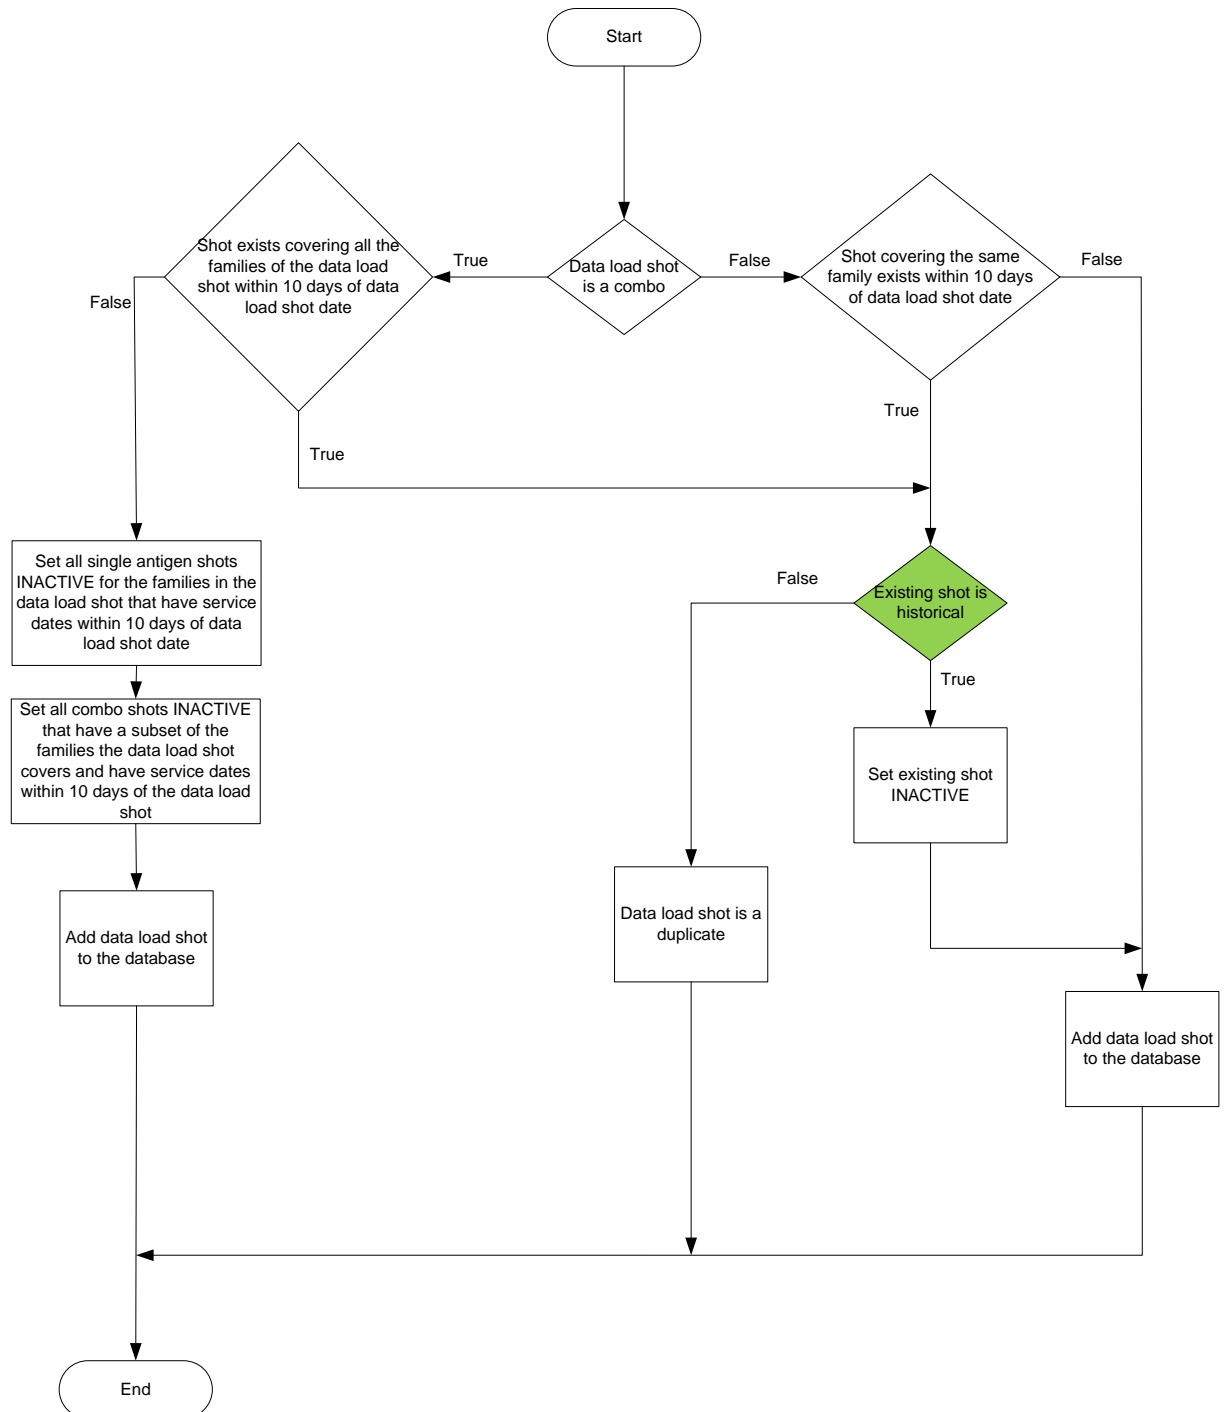 Start
Shot exists covering all the
families of the data load
shot within 10 days of data
load shot date
True
Data load shot
is a combo
False
Shot covering the same
family exists within 10 days
of data load shot date
False
False
True
True
Set all single antigen shots
INACTIVE for the families in the
data load shot that have service
dates within 10 days of data
load shot date
False
Existing shot is
historical
True
Set all combo shots INACTIVE
that have a subset of the
families the data load shot
covers and have service dates
within 10 days of the data load
shot
Set existing shot
INACTIVE
Data load shot is a
duplicate
Add data load shot
to the database
Add data load shot
to the database
End